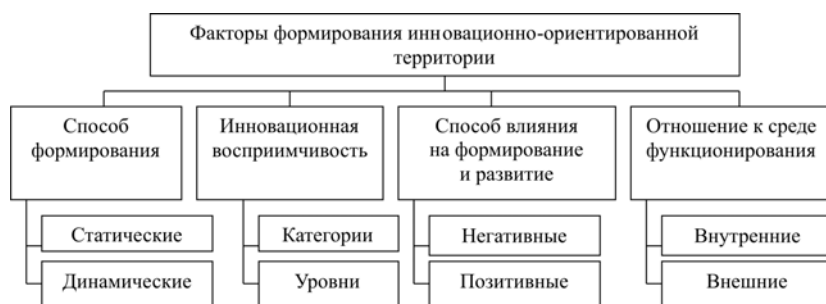 Факторы формирования инновационно-ориентированной
территории
Способ
формирования
Инновационная
восприимчивость
Способ влияния
на формирование
и развитие
Отношение к среде
функционирования
Статические
Динамические
Категории
Уровни
Негативные
Позитивные
Внутренние
Внешние